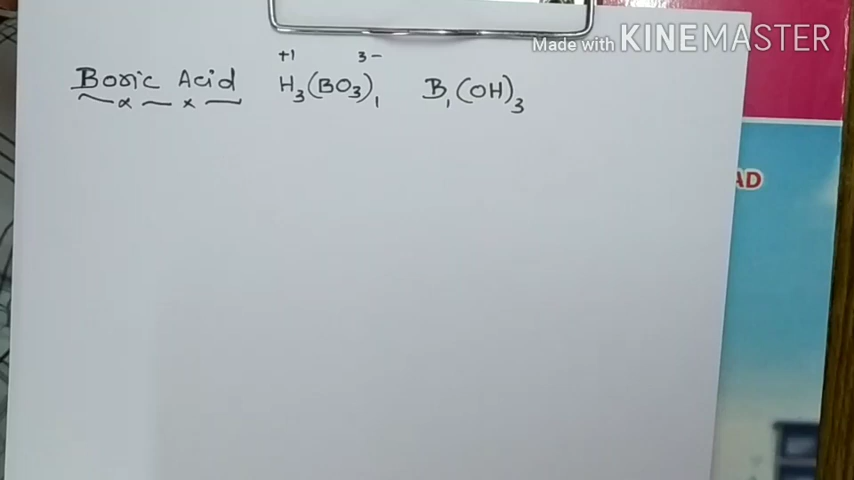 Made with KINEMASTER
+1 3-
Boric Acid H₃(BO₃)₁ B₁(OH)₃
AD